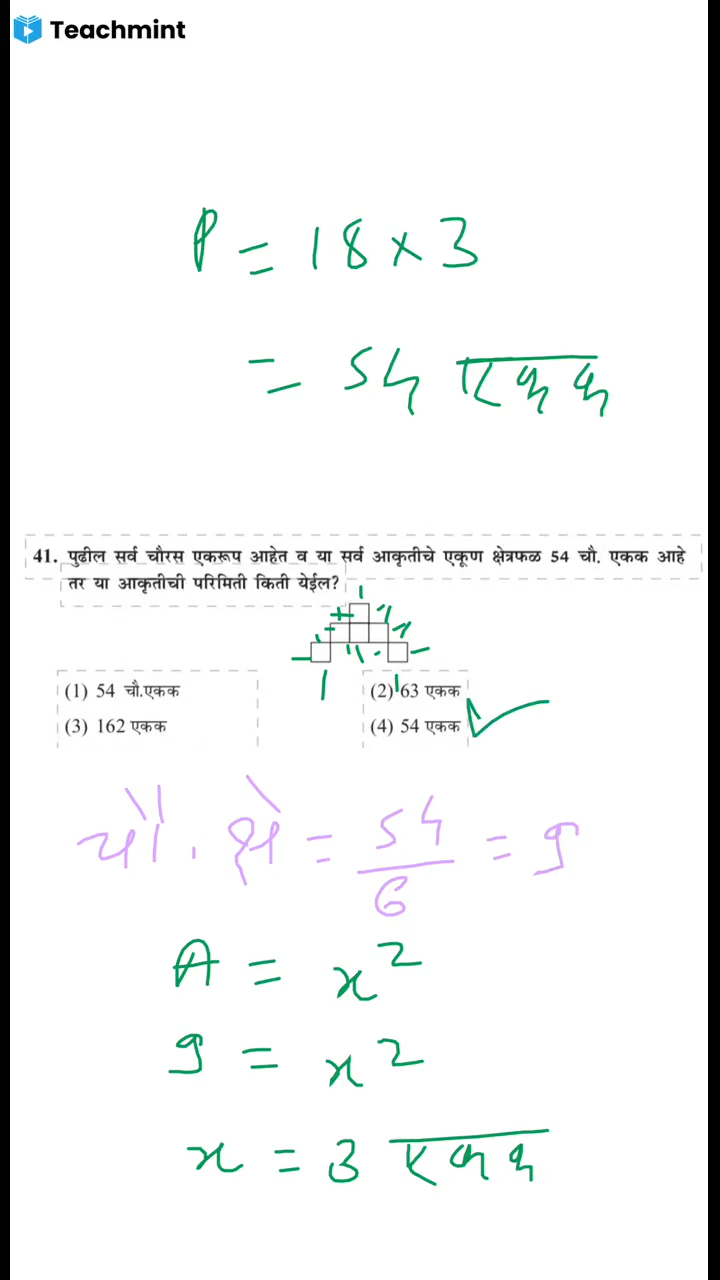 Teachmint
P = 18 × 3
= 54 एकक
41. पुढील सर्व चौरस एकरूप आहेत व या सर्व आकृतीचे एकूण क्षेत्रफळ 54 चौ. एकक आहे
तर या आकृतीची परिमिती किती येईल?
(1) 54 चौ.एकक
(2) 63 एकक
(3) 162 एकक
(4) 54 एकक
चौ. क्षे = 54/6 = 9
A = x²
9 = x²
x = 3 एकक